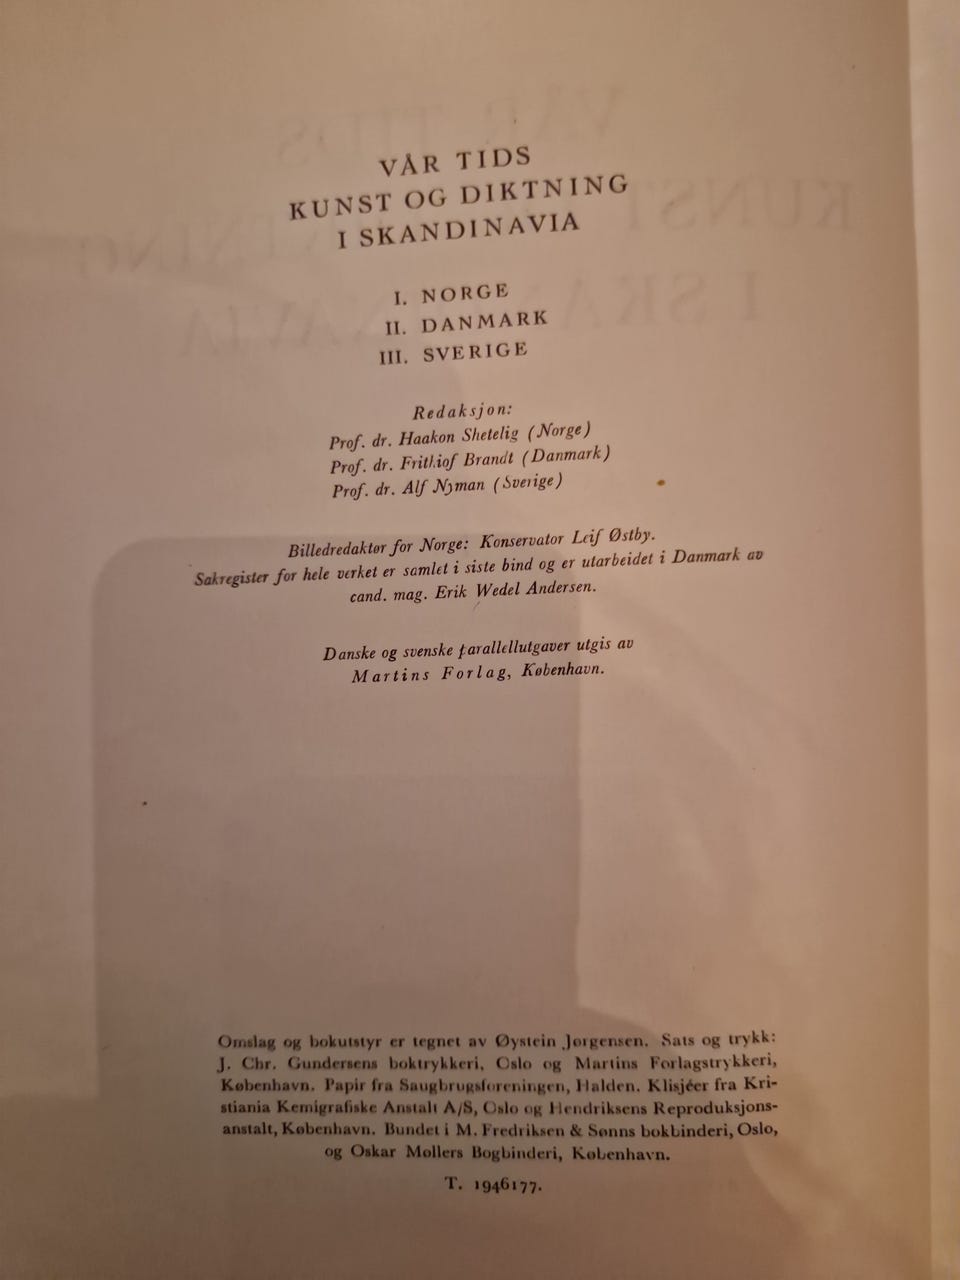 VÅR TIDS
KUNST OG DIKTNING
I SKANDINAVIA
I. NORGE
II. DANMARK
III. SVERIGE
Redaksjon:
Prof. dr. Haakon Shetelig (Norge)
Prof. dr. Frithiof Brandt (Danmark)
Prof. dr. Alf Nyman (Sverige)
Billedredaktør for Norge: Konservator Leif Østby.
Sakregister for hele verket er samlet i siste bind og er utarbeidet i Danmark av
cand. mag. Erik Wedel Andersen.
Danske og svenske parallellutgaver utgis av
Martins Forlag, København.
Omslag og bokutstyr er tegnet av Øystein Jørgensen. Sats og trykk:
J. Chr. Gundersens boktrykkeri, Oslo og Martins Forlagstrykkeri,
København. Papir fra Saugbrugsforeningen, Halden. Klisjéer fra Kri-
stiania Kemigrafiske Anstalt A/S, Oslo og Hendriksens Reproduksjons-
anstalt, København. Bundet i M. Fredriksen & Sønns bokbinderi, Oslo,
og Oskar Møllers Bogbinderi, København.
T. 1946177.